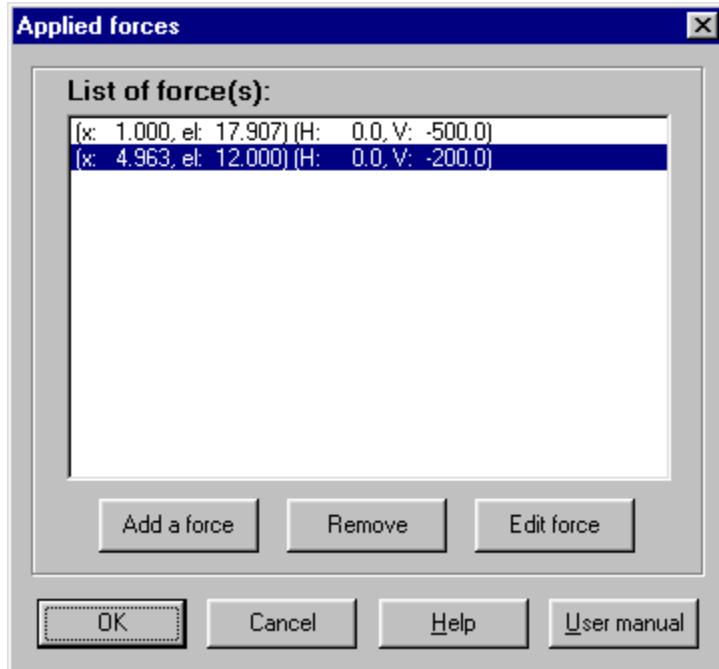 Applied forces
List of force(s):
(x: 1.000, el: 17.907) (H: 0.0, V: -500.0)
(x: 4.963, el: 12.000) (H: 0.0, V: -200.0)
Add a force Remove Edit force
OK Cancel Help User manual